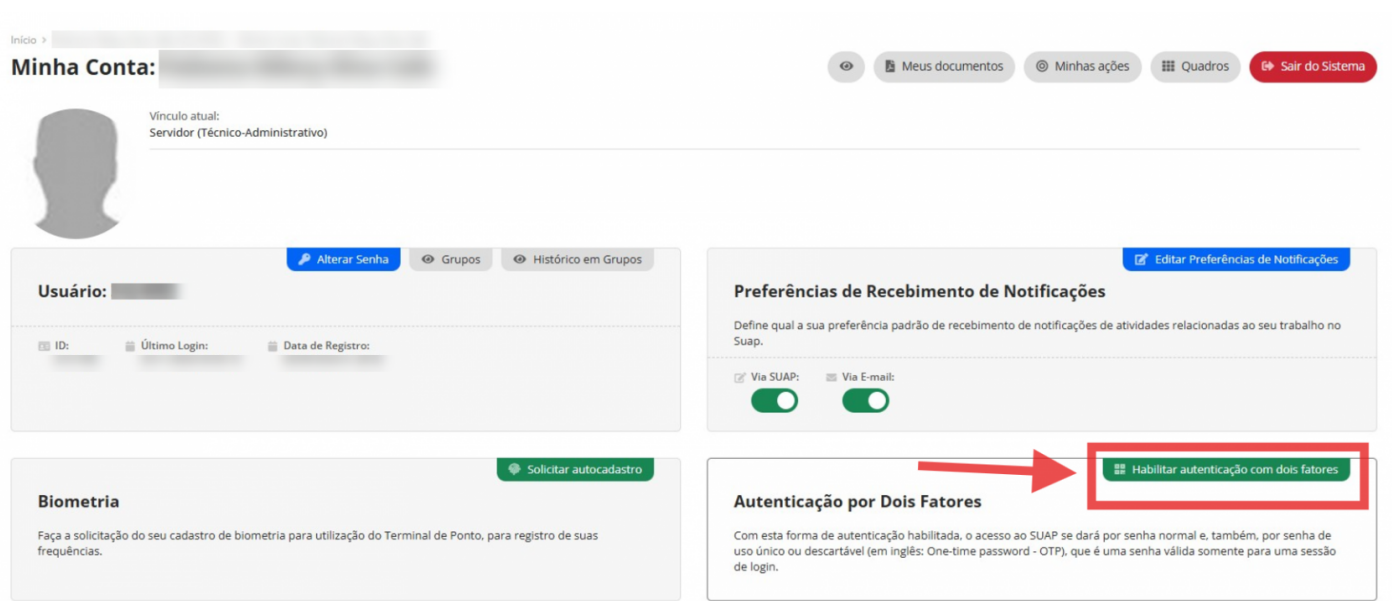 Início >
Minha Conta:
Meus documentos
Minhas ações
Quadros
Sair do Sistema
Vínculo atual:
Servidor (Técnico-Administrativo)
Alterar Senha
Grupos
Histórico em Grupos
Usuário:
ID:
Último Login:
Data de Registro:
Editar Preferências de Notificações
Preferências de Recebimento de Notificações
Define qual a sua preferência padrão de recebimento de notificações de atividades relacionadas ao seu trabalho no
Suap.
Via SUAP:
Via E-mail:
Solicitar autocadastro
Biometria
Faça a solicitação do seu cadastro de biometria para utilização do Terminal de Ponto, para registro de suas
frequências.
Habilitar autenticação com dois fatores
Autenticação por Dois Fatores
Com esta forma de autenticação habilitada, o acesso ao SUAP se dará por senha normal e, também, por senha de
uso único ou descartável (em inglês: One-time password - OTP), que é uma senha válida somente para uma sessão
de login.